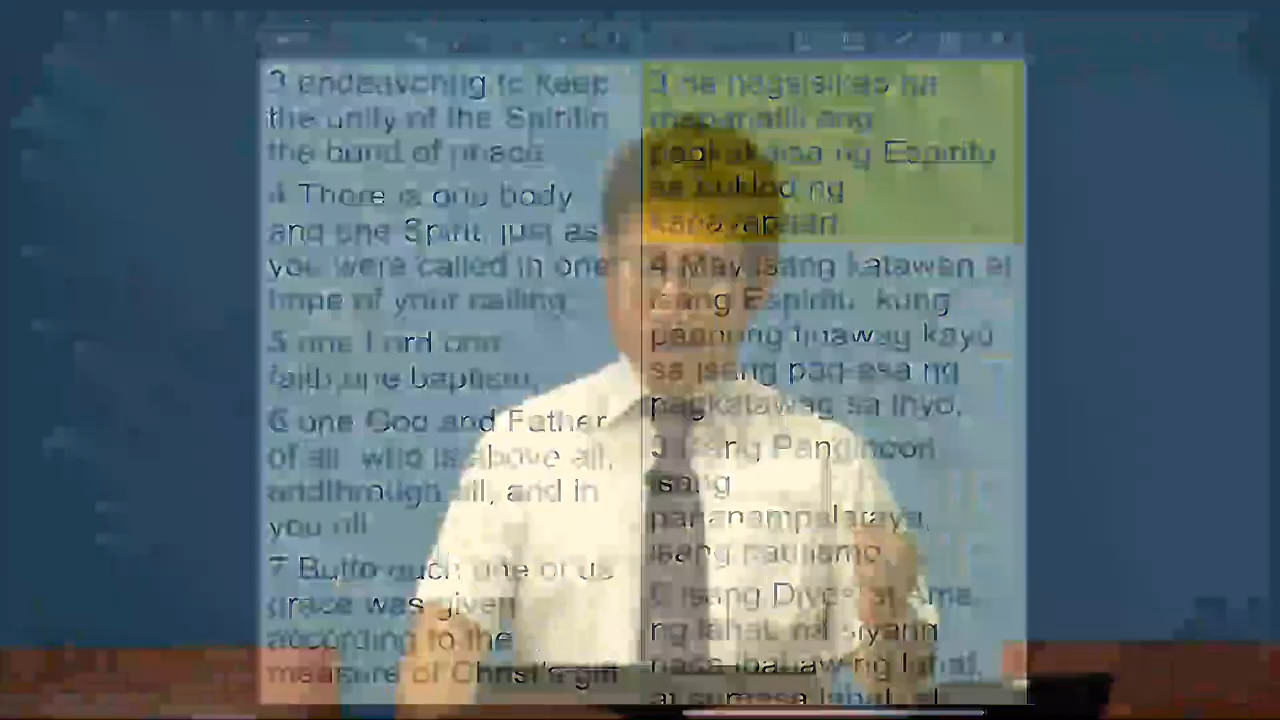 3 endeavoring to keep
the unity of the Spirit in
the bond of peace.
4 There is one body
and one Spirit, just as
you were called in one
hope of your calling;
5 one Lord, one
faith, one baptism,
6 one God and Father
of all, who is above all,
and through all, and in
you all.
7 But to each one of us
grace was given
according to the
measure of Christ's gift
3 na nagsisikap na
mapanatili ang
pagkakaisa ng Espiritu
sa buklod ng
kapayapaan.
4 May isang katawan at
isang Espiritu, kung
paanong tinawag kayo
sa isang pag-asa ng
pagkatawag sa inyo,
5 isang Panginoon,
isang
pananampalataya,
isang bautismo,
6 isang Diyos at Ama
ng lahat, na siyang
nasa ibabaw ng lahat,
at sumasa lahat, at